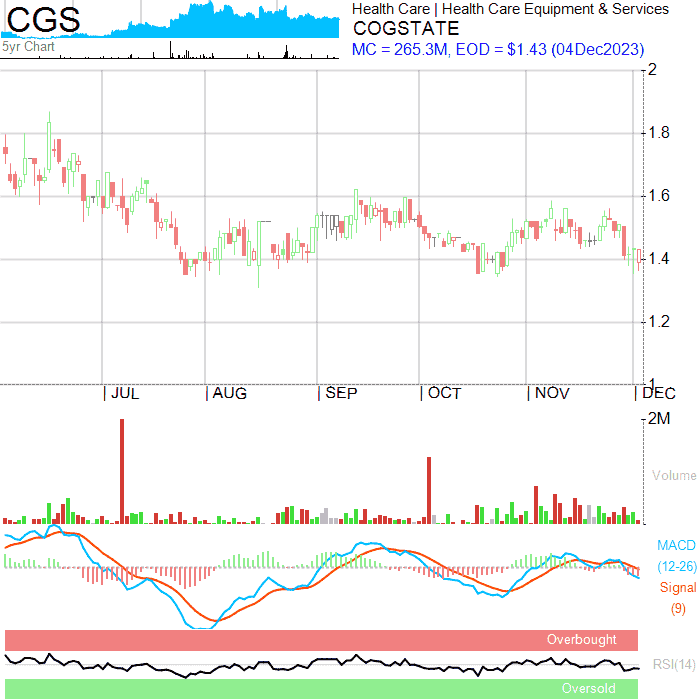 CGS
Health Care | Health Care Equipment & Services
COGSTATE
MC = 265.3M, EOD = $1.43 (04Dec2023)
5yr Chart
2
1.8
1.6
1.4
1.2
1
JUL AUG SEP OCT NOV DEC
2M
Volume
MACD
(12-26)
Signal
(9)
Overbought
RSI(14)
Oversold